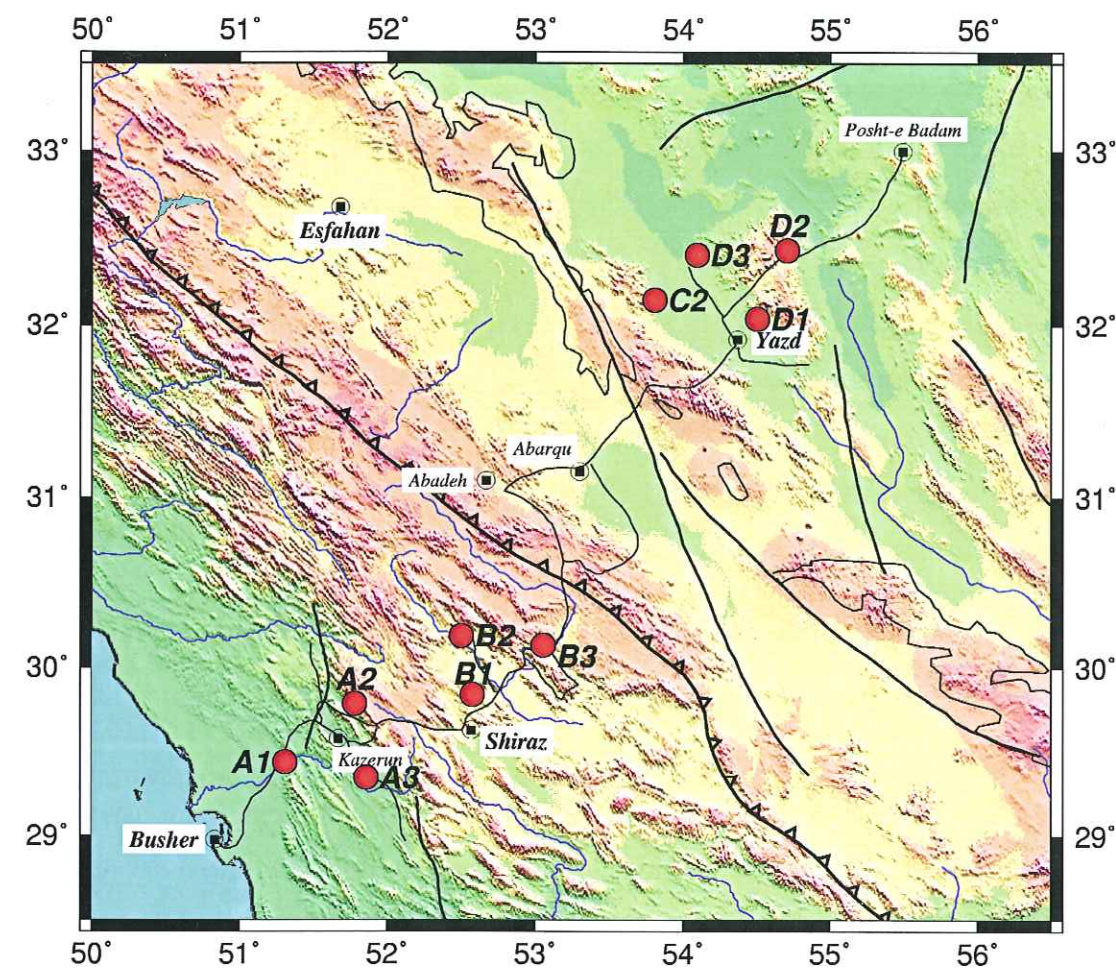 50° 51° 52° 53° 54° 55° 56°
Posht-e Badam
33° 33°
Esfahan
D2
D3
C2
D1
32° 32°
Yazd
Abarqu
Abadeh
31° 31°
B2
B3
30° 30°
A2
B1
Shiraz
A1
Kazerun
A3
29° 29°
Busher
50° 51° 52° 53° 54° 55° 56°